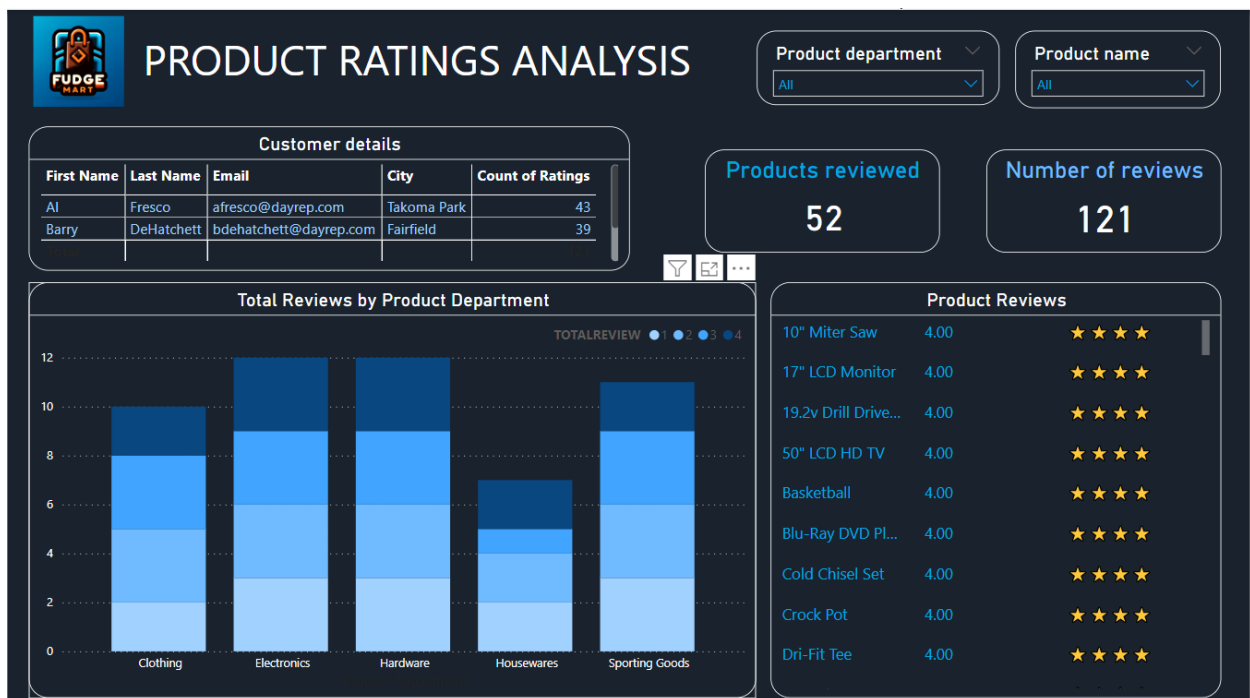 FUDGE
MART
PRODUCT RATINGS ANALYSIS
Product department
All
Product name
All
Customer details
First Name Last Name Email City Count of Ratings
Al Fresco afresco@dayrep.com Takoma Park 43
Barry DeHatchett bdehatchett@dayrep.com Fairfield 39
Products reviewed
52
Number of reviews
121
Total Reviews by Product Department
TOTALREVIEW 1 2 3 4
12
10
8
6
4
2
0
Clothing Electronics Hardware Housewares Sporting Goods
Product Reviews
10" Miter Saw 4.00
17" LCD Monitor 4.00
19.2v Drill Drive... 4.00
50" LCD HD TV 4.00
Basketball 4.00
Blu-Ray DVD Pl... 4.00
Cold Chisel Set 4.00
Crock Pot 4.00
Dri-Fit Tee 4.00